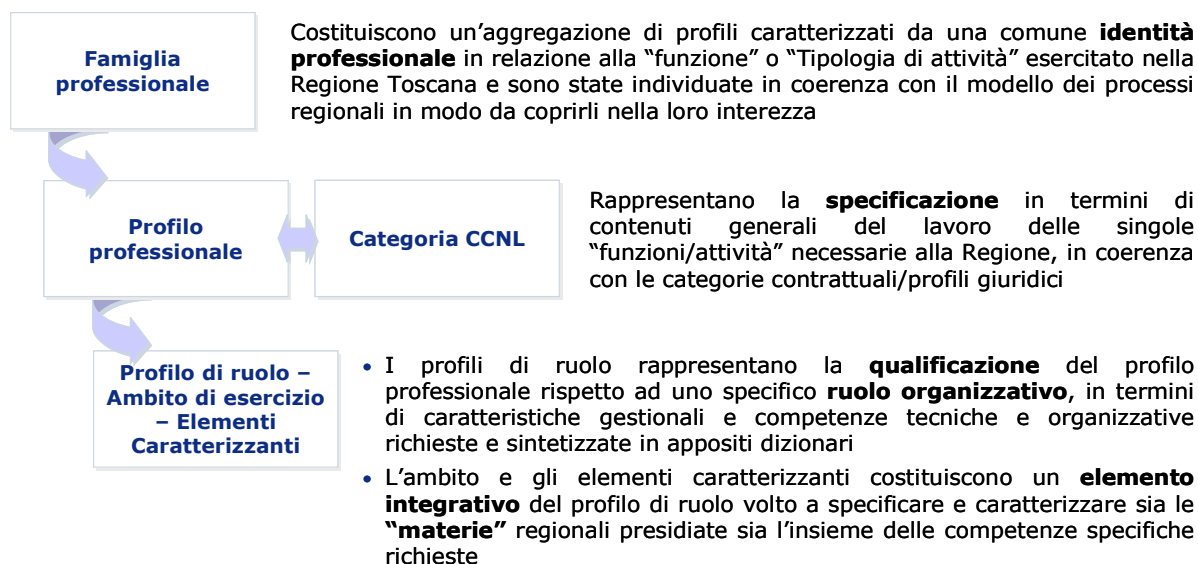 Famiglia
professionale
Costituiscono un’aggregazione di profili caratterizzati da una comune identità
professionale in relazione alla “funzione” o “Tipologia di attività” esercitato nella
Regione Toscana e sono state individuate in coerenza con il modello dei processi
regionali in modo da coprirli nella loro interezza
Profilo
professionale
Categoria CCNL
Rappresentano la specificazione in termini di
contenuti generali del lavoro delle singole
“funzioni/attività” necessarie alla Regione, in coerenza
con le categorie contrattuali/profili giuridici
Profilo di ruolo –
Ambito di esercizio
– Elementi
Caratterizzanti
• I profili di ruolo rappresentano la qualificazione del profilo
professionale rispetto ad uno specifico ruolo organizzativo, in termini
di caratteristiche gestionali e competenze tecniche e organizzative
richieste e sintetizzate in appositi dizionari
• L’ambito e gli elementi caratterizzanti costituiscono un elemento
integrativo del profilo di ruolo volto a specificare e caratterizzare sia le
“materie” regionali presidiate sia l’insieme delle competenze specifiche
richieste